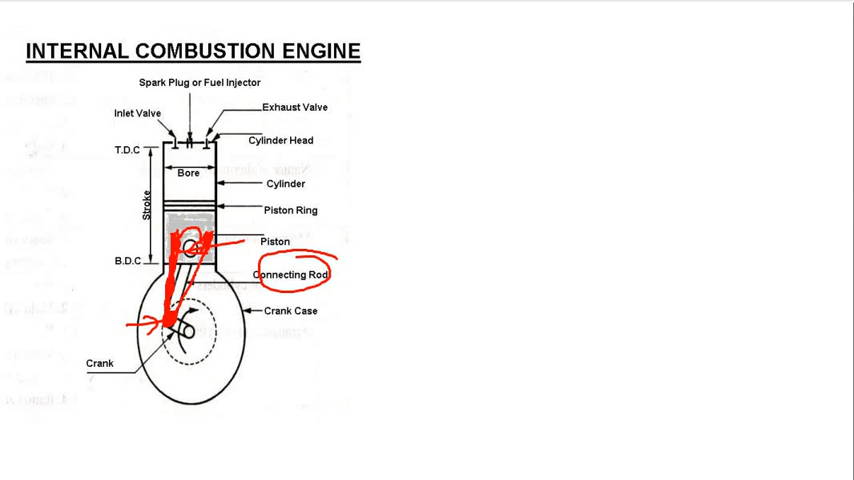 INTERNAL COMBUSTION ENGINE
Spark Plug or Fuel Injector
Inlet Valve
Exhaust Valve
Cylinder Head
T.D.C
Bore
Cylinder
Stroke
Piston Ring
Piston
B.D.C
Connecting Rod
Crank Case
Crank